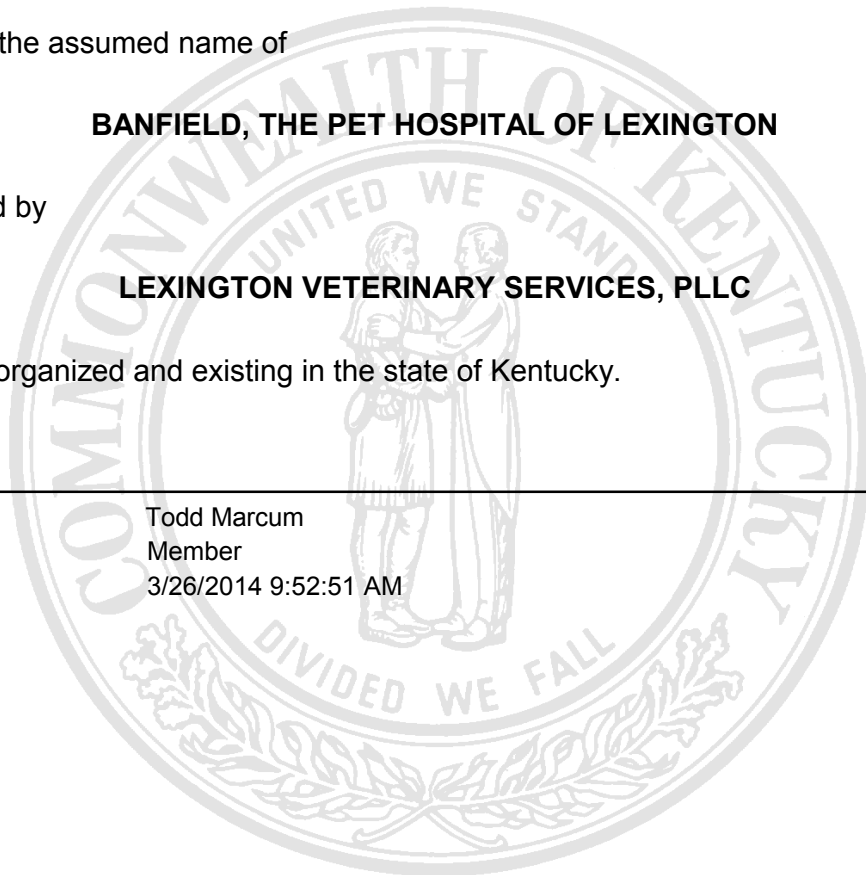 the assumed name of
BANFIELD, THE PET HOSPITAL OF LEXINGTON
d by
LEXINGTON VETERINARY SERVICES, PLLC
organized and existing in the state of Kentucky.
Todd Marcum
Member
3/26/2014 9:52:51 AM
COMMONWEALTH OF KENTUCKY
UNITED WE STAND
DIVIDED WE FALL